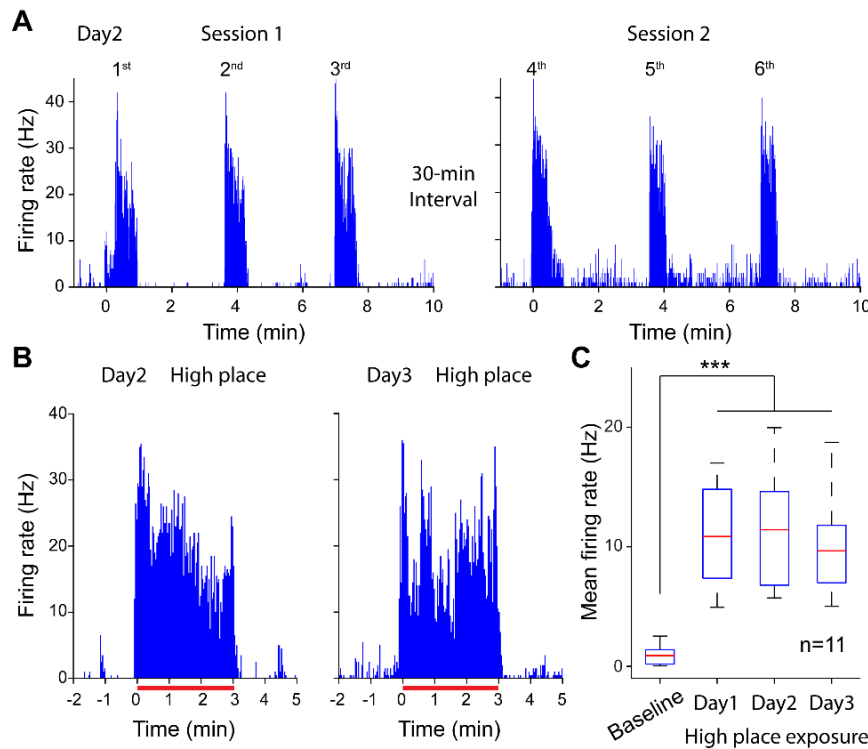 A
Day2 Session 1 Session 2
1st 2nd 3rd 4th 5th 6th
Firing rate (Hz)
40
30
20
10
0
0 2 4 6 8 10
Time (min)
30-min
Interval
0 2 4 6 8 10
Time (min)
B
Day2 High place
Day3 High place
Firing rate (Hz)
40
30
20
10
0
-2 -1 0 1 2 3 4 5
Time (min)
-2 -1 0 1 2 3 4 5
Time (min)
C
***
Mean firing rate (Hz)
20
10
0
n=11
Baseline Day1 Day2 Day3
High place exposure